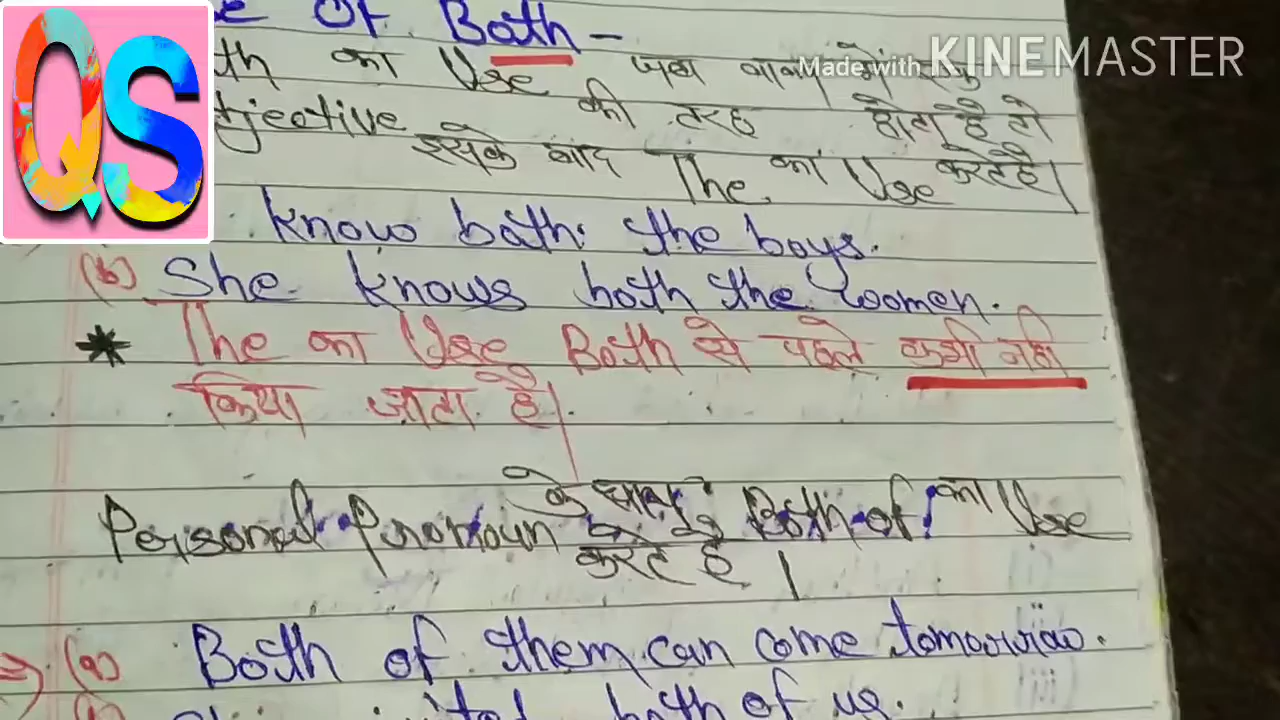 QS
Made with KINEMASTER
Use Of Both –
Both का Use जब
Adjective की तरह होता है तो
इसके बाद The का Use करते है।
know both the boys.
(b) She knows both the women.
* The का Use Both से पहले कभी नही
किया जाता है।
Personal Pronoun के साथ Both of का Use
करते है।
(a) Both of them can come tomorrow.
both of us.